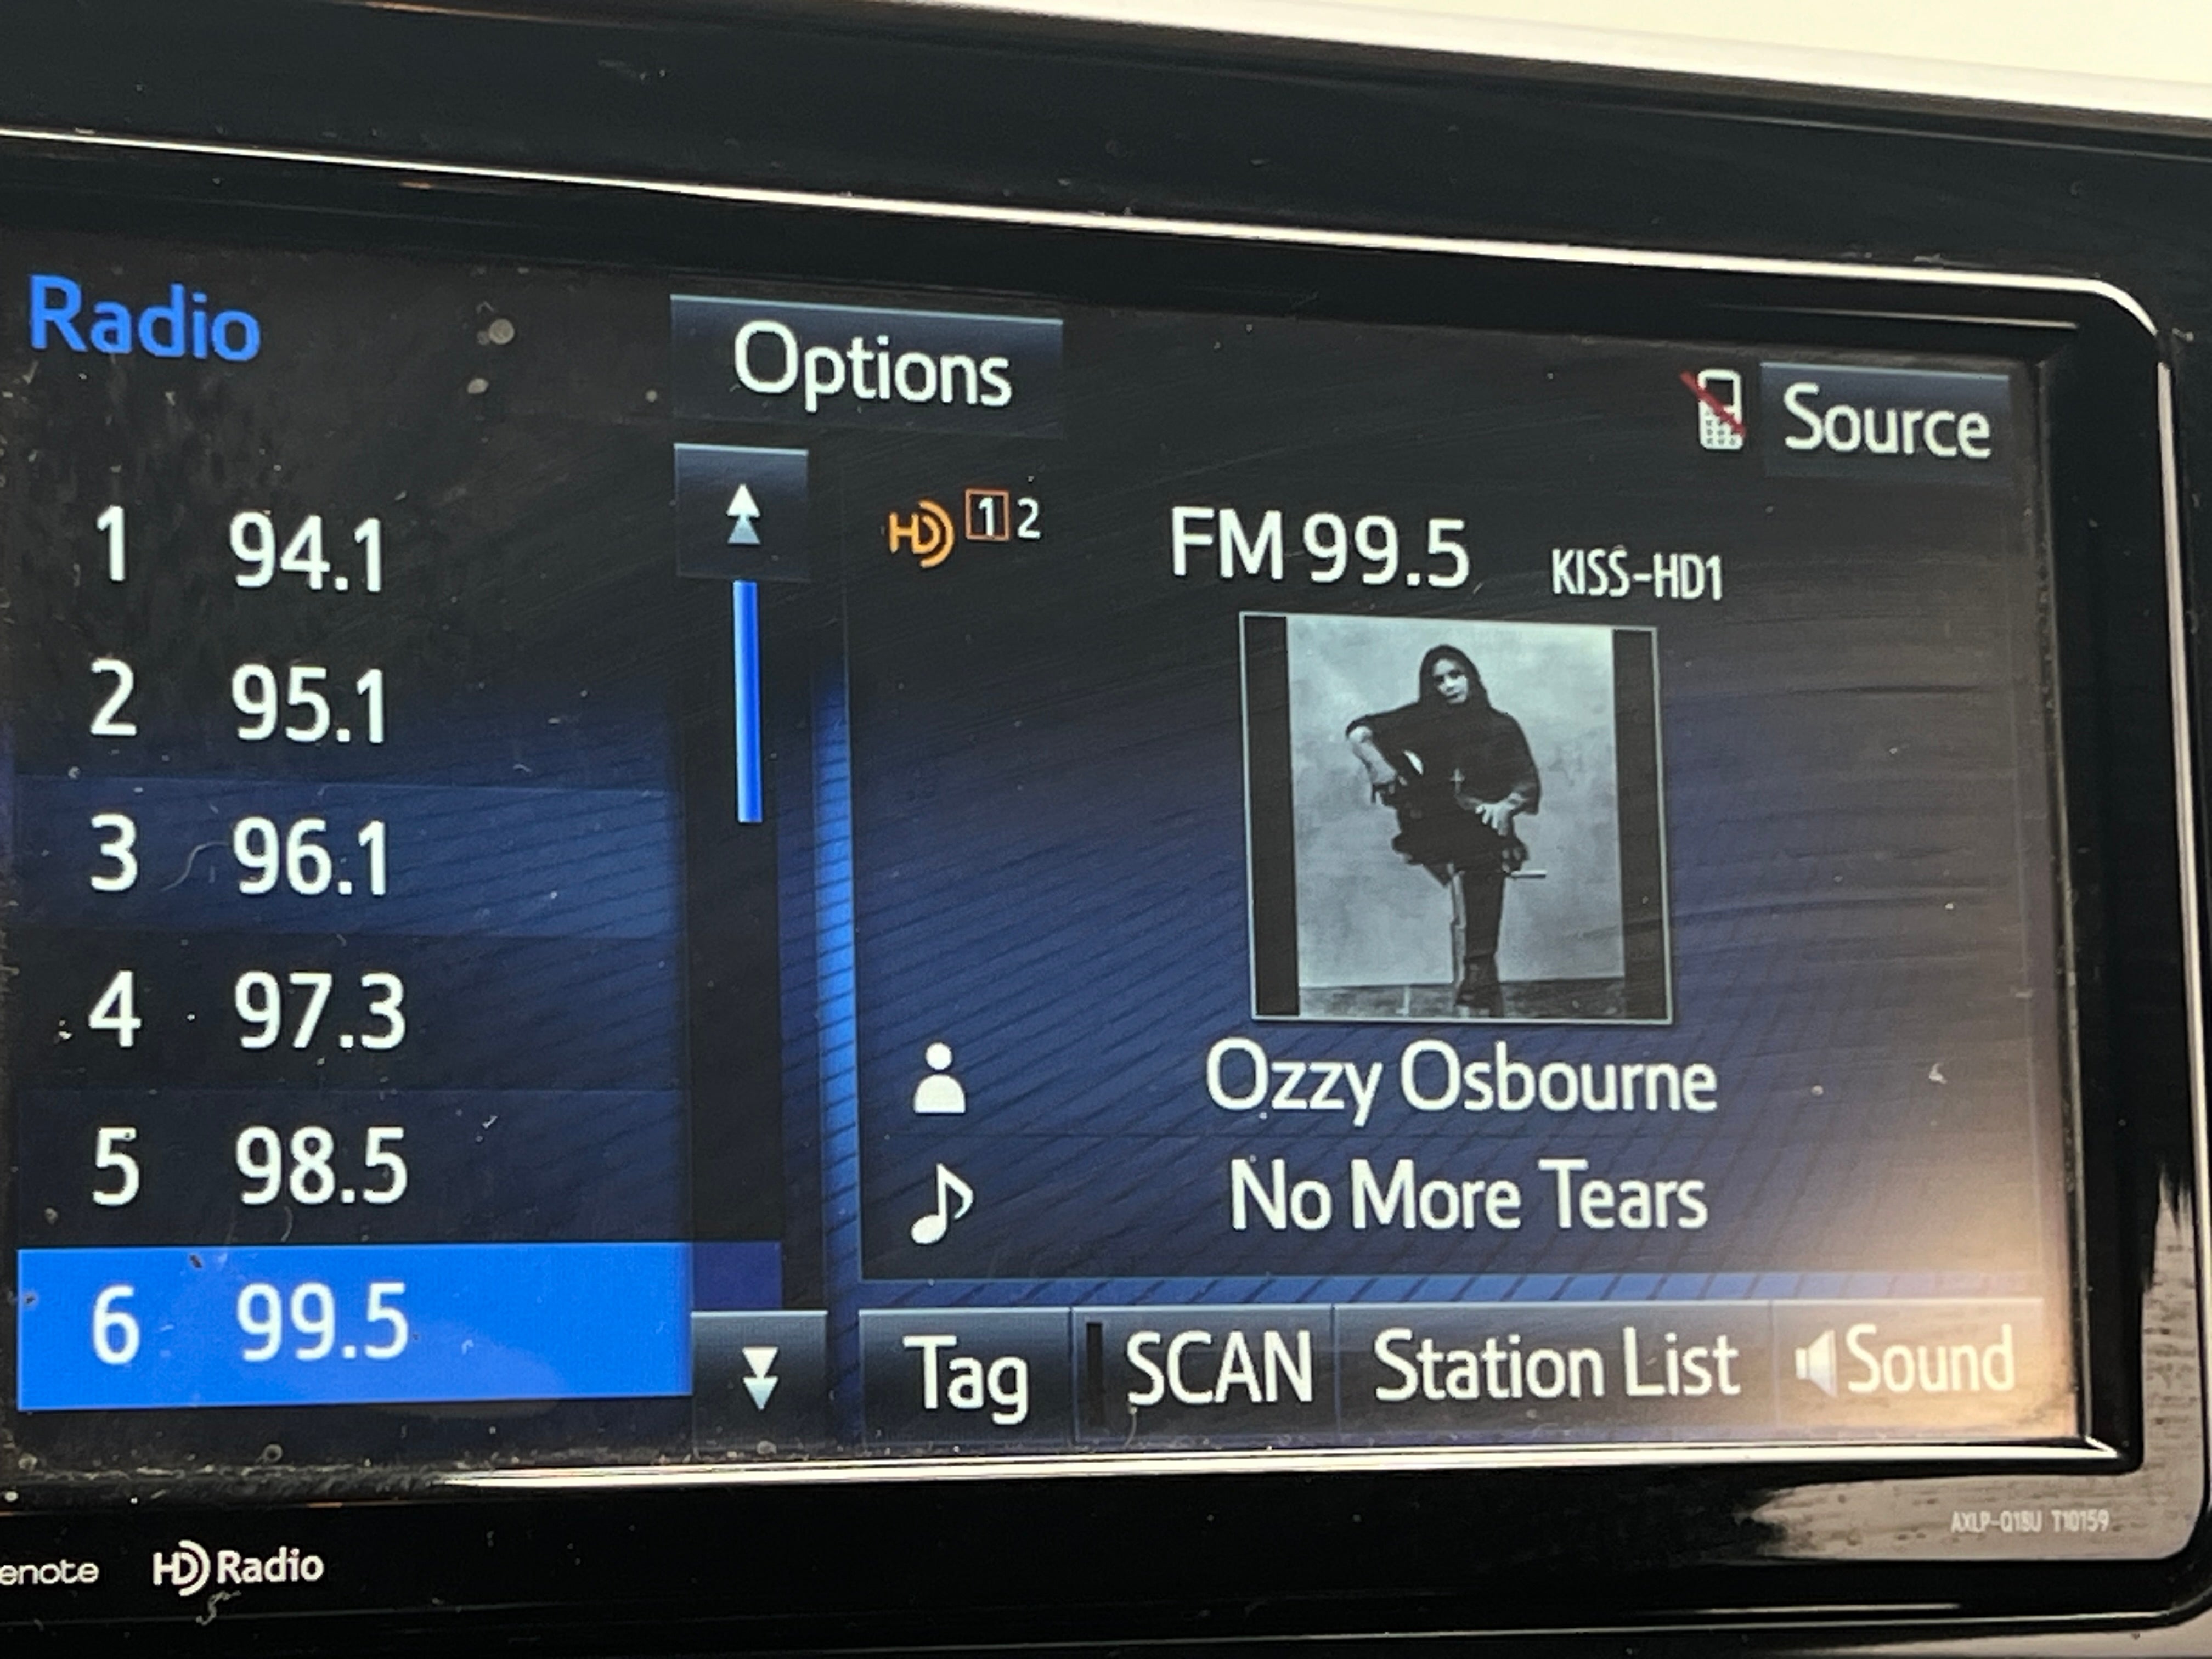 Radio
Options
Source
1 94.1
2 95.1
3 96.1
4 97.3
5 98.5
6 99.5
HD 1 2
FM 99.5 KISS-HD1
Ozzy Osbourne
No More Tears
Tag SCAN Station List Sound
enote HD Radio
AXLP-Q18U T10159